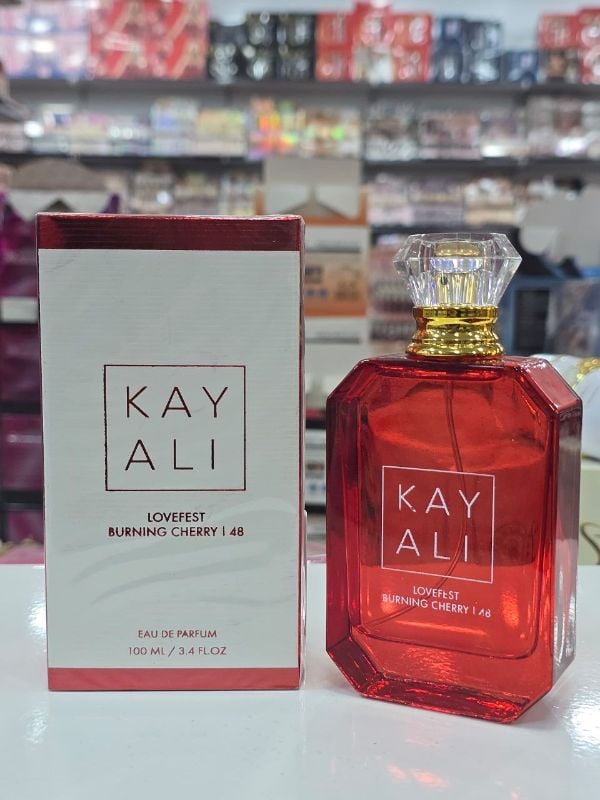 KAY
ALI
LOVEFEST
BURNING CHERRY | 48
EAU DE PARFUM
100 ML / 3.4 FL.OZ
KAY
ALI
LOVEFEST
BURNING CHERRY | 48